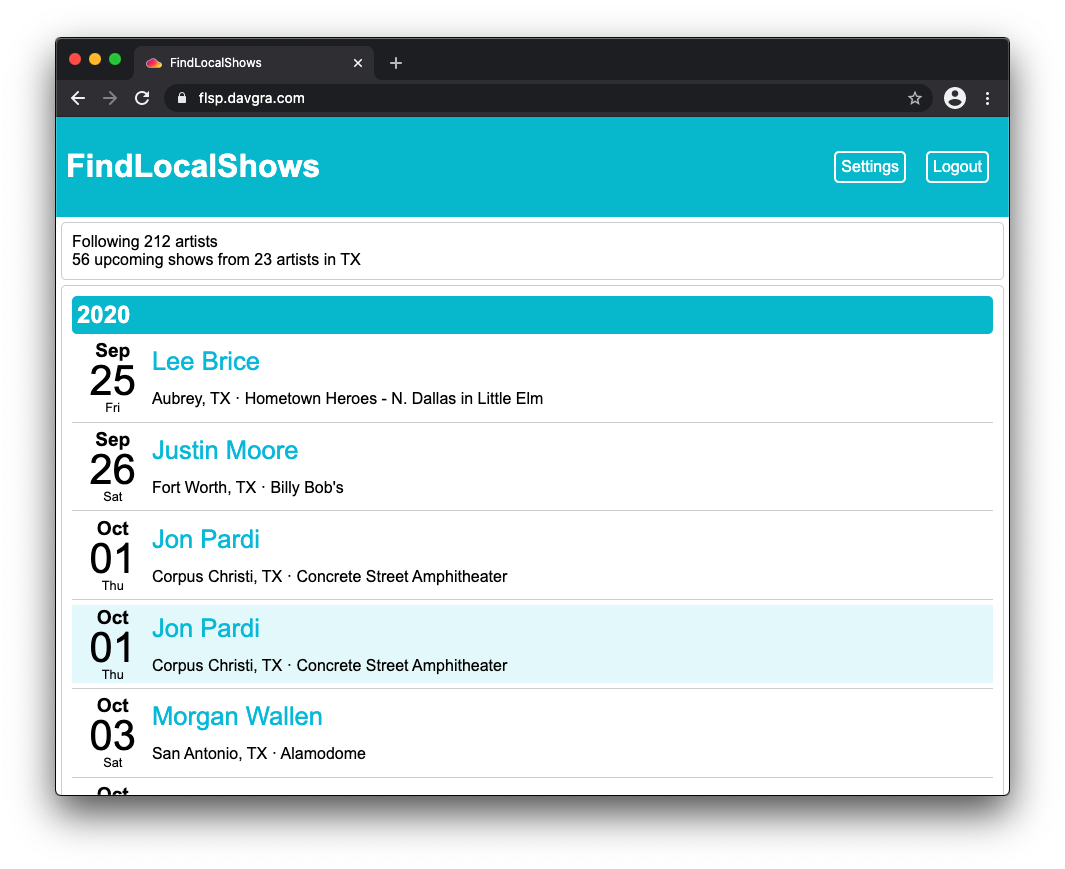 FindLocalShows
flsp.davgra.com
FindLocalShows
Settings
Logout
Following 212 artists
56 upcoming shows from 23 artists in TX
2020
Sep
25
Fri
Lee Brice
Aubrey, TX · Hometown Heroes - N. Dallas in Little Elm
Sep
26
Sat
Justin Moore
Fort Worth, TX · Billy Bob's
Oct
01
Thu
Jon Pardi
Corpus Christi, TX · Concrete Street Amphitheater
Oct
01
Thu
Jon Pardi
Corpus Christi, TX · Concrete Street Amphitheater
Oct
03
Sat
Morgan Wallen
San Antonio, TX · Alamodome
Oct